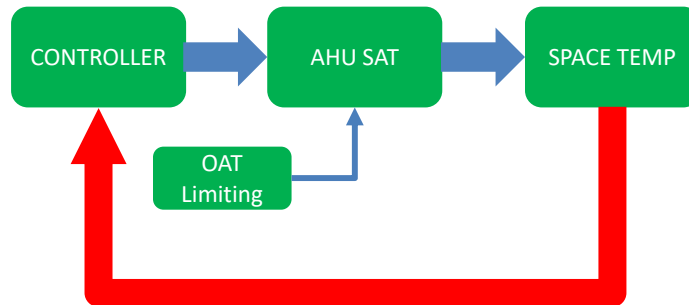 CONTROLLER
AHU SAT
SPACE TEMP
OAT
Limiting